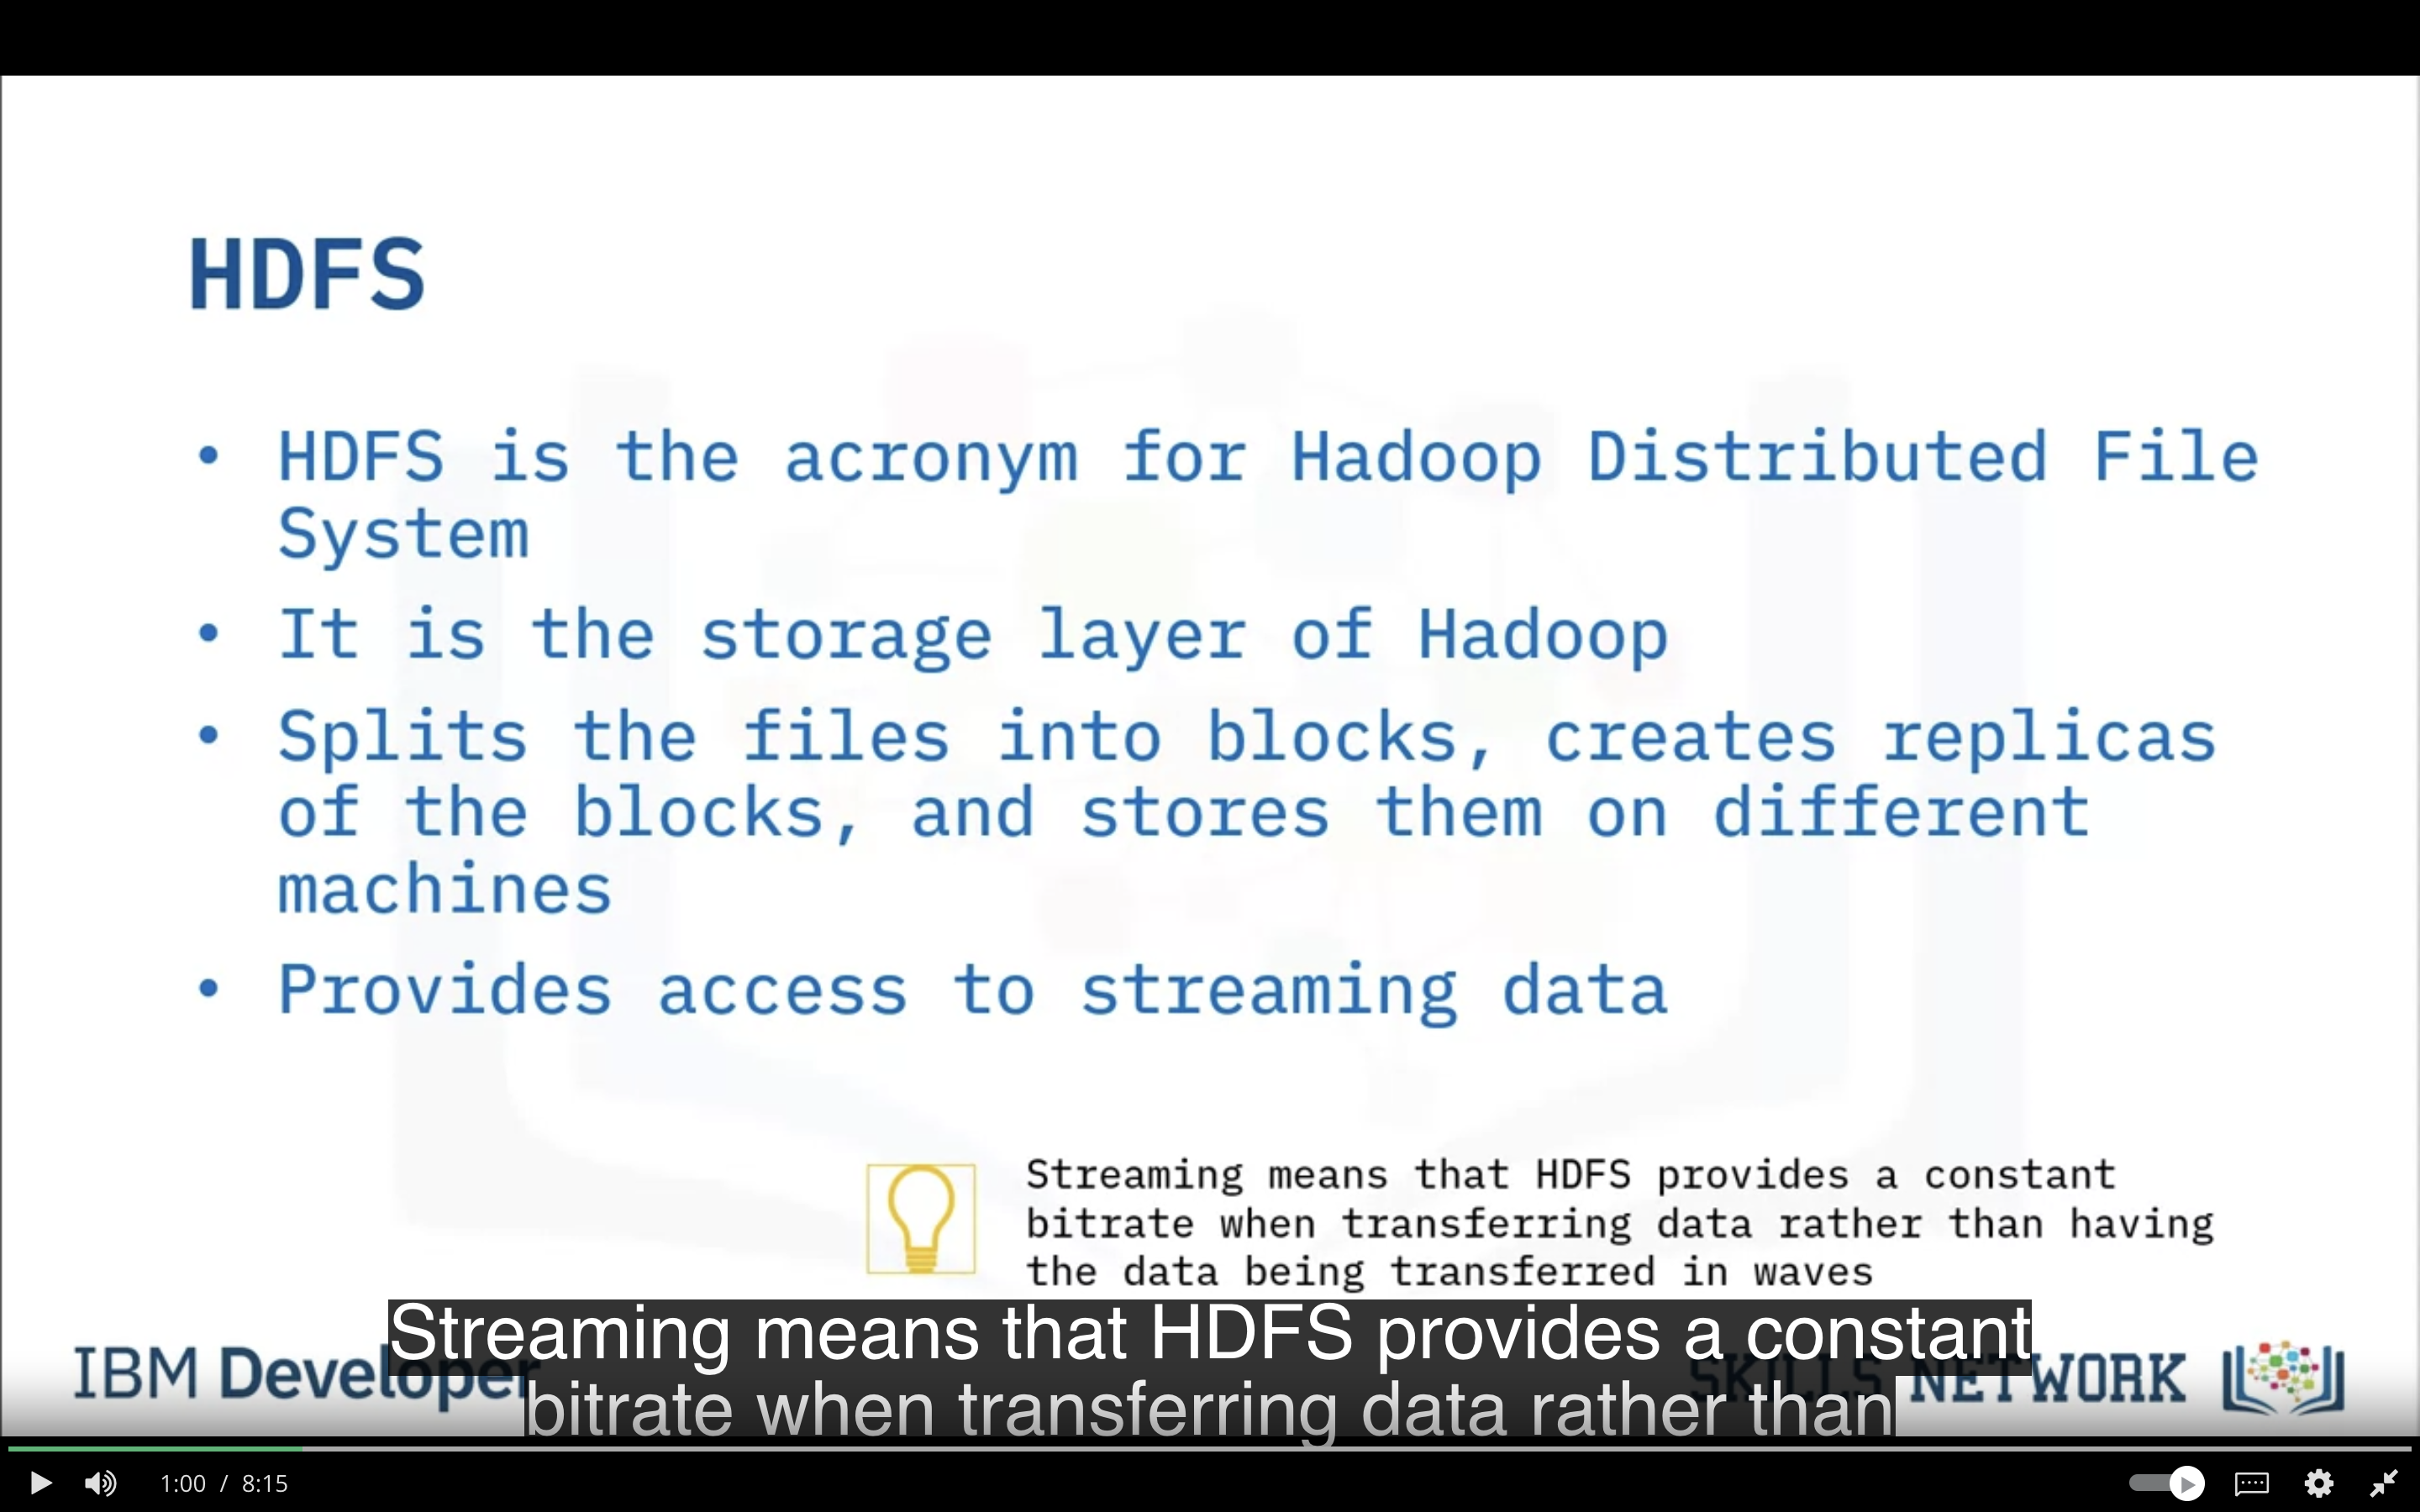 HDFS
• HDFS is the acronym for Hadoop Distributed File
System
• It is the storage layer of Hadoop
• Splits the files into blocks, creates replicas
of the blocks, and stores them on different
machines
• Provides access to streaming data
Streaming means that HDFS provides a constant
bitrate when transferring data rather than having
the data being transferred in waves
Streaming means that HDFS provides a constant
bitrate when transferring data rather than
IBM Developer
SKILLS NETWORK
1:00 / 8:15